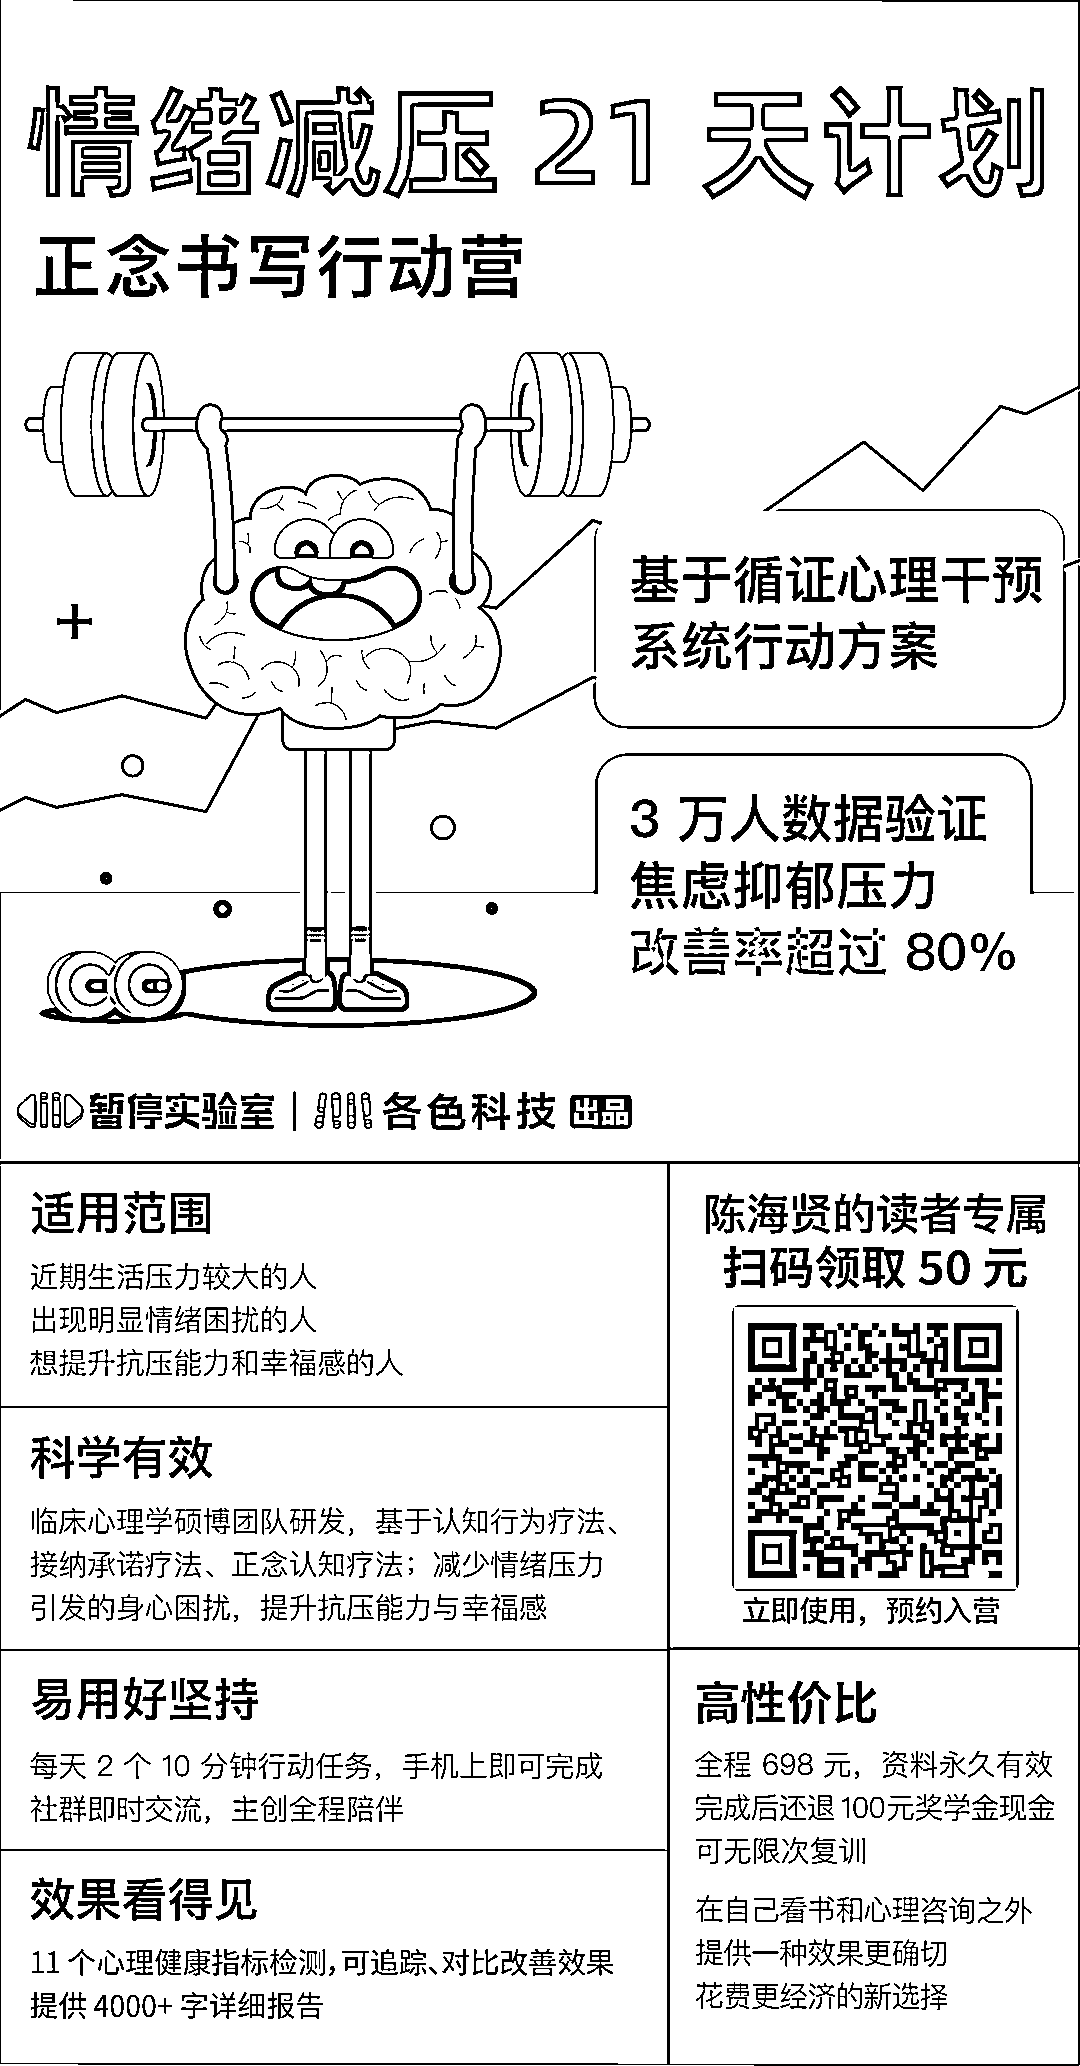 情绪减压 21 天计划
正念书写行动营
基于循证心理干预
系统行动方案
3 万人数据验证
焦虑抑郁压力
改善率超过 80%
暂停实验室 | 各色科技 出品
适用范围
近期生活压力较大的人
出现明显情绪困扰的人
想提升抗压能力和幸福感的人
科学有效
临床心理学硕博团队研发，基于认知行为疗法、
接纳承诺疗法、正念认知疗法；减少情绪压力
引发的身心困扰，提升抗压能力与幸福感
易用好坚持
每天 2 个 10 分钟行动任务，手机上即可完成
社群即时交流，主创全程陪伴
效果看得见
11 个心理健康指标检测，可追踪、对比改善效果
提供 4000+ 字详细报告
陈海贤的读者专属
扫码领取 50 元
立即使用，预约入营
高性价比
全程 698 元，资料永久有效
完成后还退100元奖学金现金
可无限次复训
在自己看书和心理咨询之外
提供一种效果更确切
花费更经济的新选择